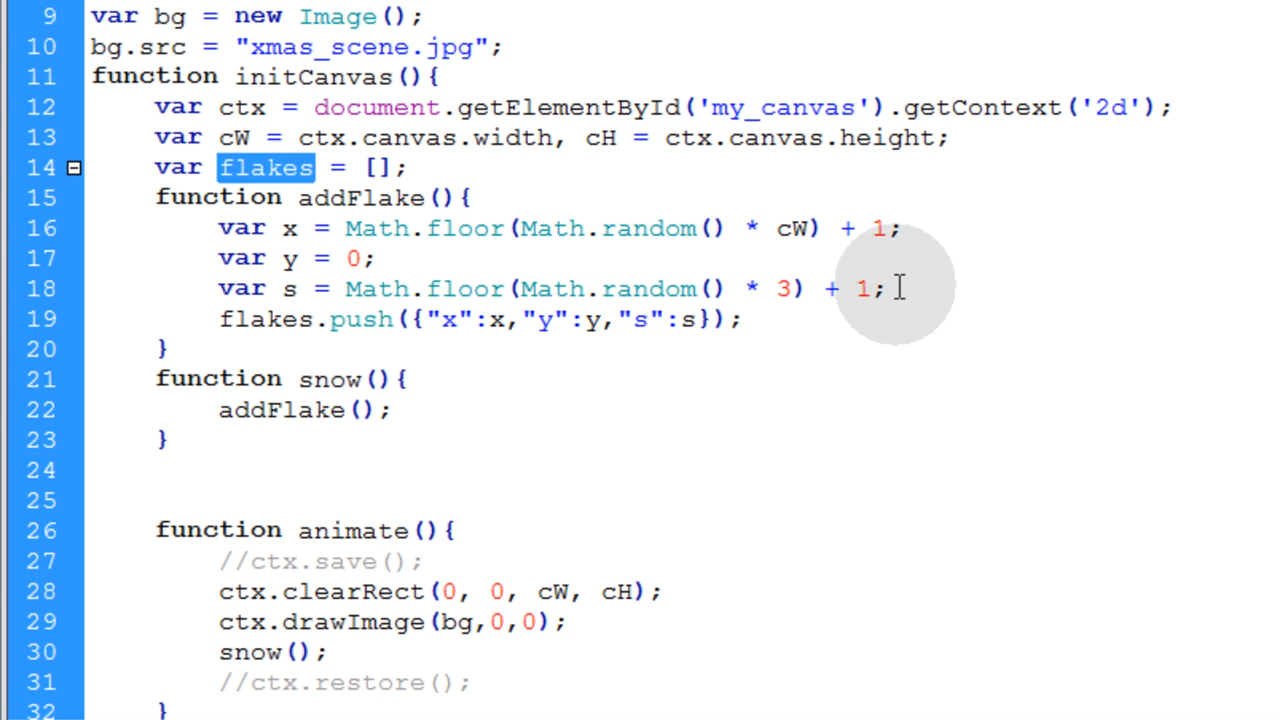 9 var bg = new Image();
10 bg.src = "xmas_scene.jpg";
11 function initCanvas(){
12 var ctx = document.getElementById('my_canvas').getContext('2d');
13 var cW = ctx.canvas.width, cH = ctx.canvas.height;
14 var flakes = [];
15 function addFlake(){
16 var x = Math.floor(Math.random() * cW) + 1;
17 var y = 0;
18 var s = Math.floor(Math.random() * 3) + 1;
19 flakes.push({"x":x,"y":y,"s":s});
20 }
21 function snow(){
22 addFlake();
23 }
24
25
26 function animate(){
27 //ctx.save();
28 ctx.clearRect(0, 0, cW, cH);
29 ctx.drawImage(bg,0,0);
30 snow();
31 //ctx.restore();
32 }